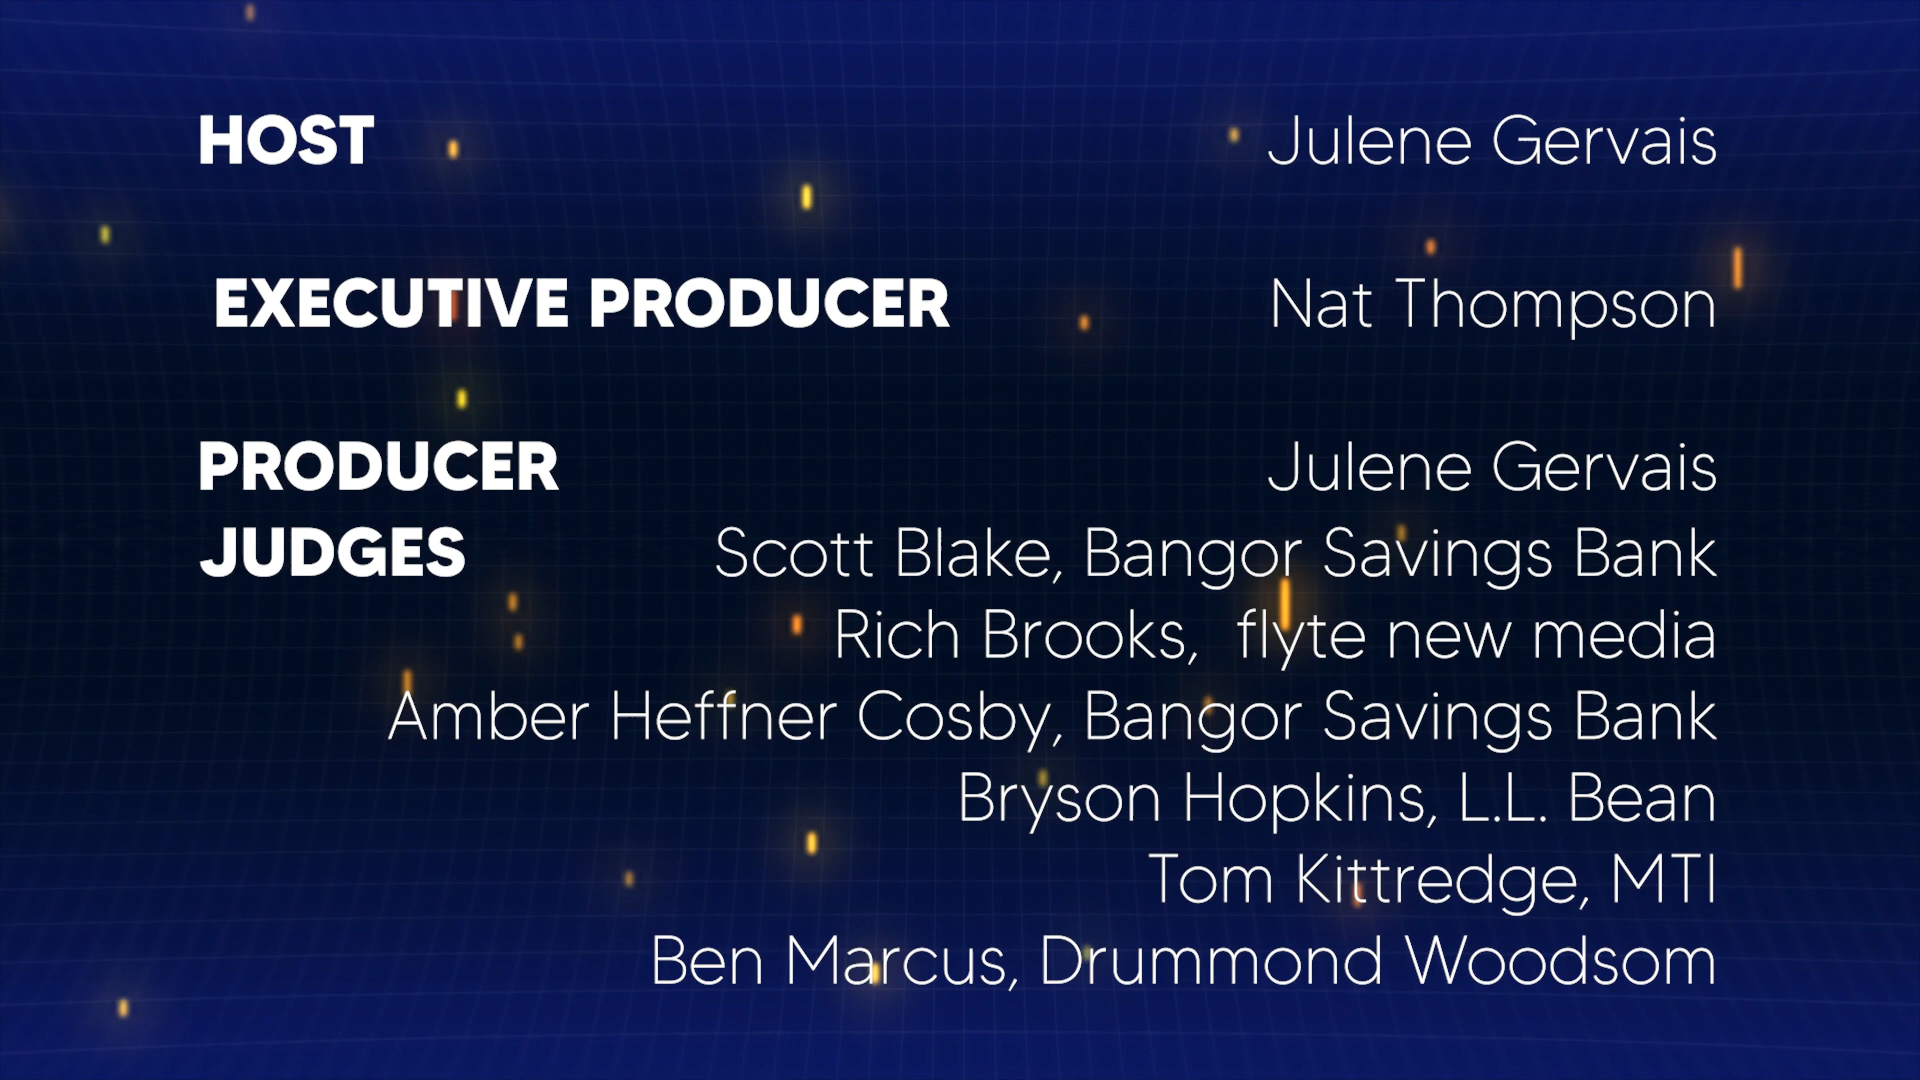 HOST Julene Gervais
EXECUTIVE PRODUCER Nat Thompson
PRODUCER Julene Gervais
JUDGES Scott Blake, Bangor Savings Bank
Rich Brooks, flyte new media
Amber Heffner Cosby, Bangor Savings Bank
Bryson Hopkins, L.L. Bean
Tom Kittredge, MTI
Ben Marcus, Drummond Woodsom